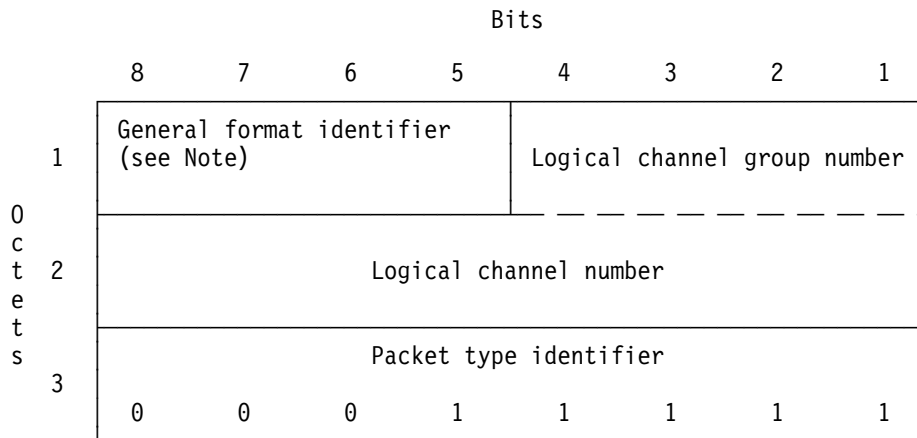 Bits
8 7 6 5 4 3 2 1
General format identifier
1 (see Note) Logical channel group number
Octets
2 Logical channel number
Packet type identifier
3
0 0 0 1 1 1 1 1